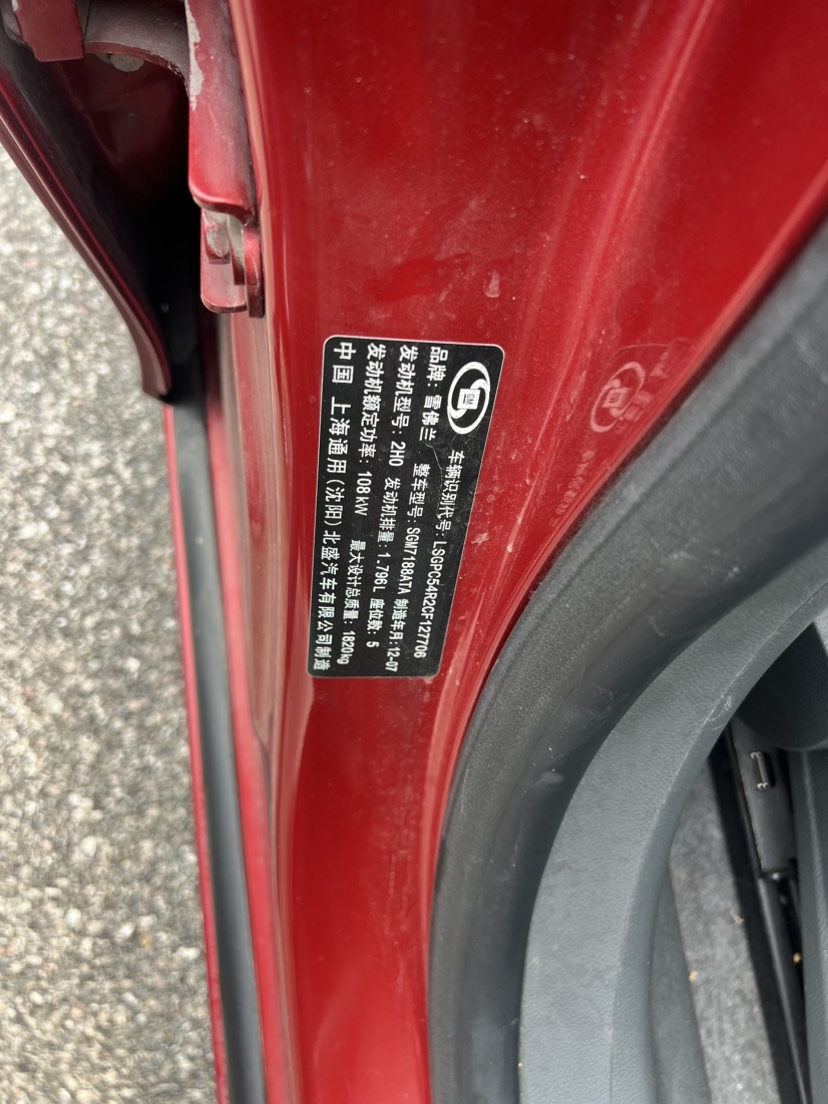 GM
车辆识别代号: LSGPC54R2CF127706
品牌: 雪佛兰 整车型号: SGM7188ATA 制造年月: 12-07
发动机型号: 2H0 发动机排量: 1.796L 座位数: 5
发动机额定功率: 108kW 最大设计总质量: 1820kg
中国 上海通用(沈阳)北盛汽车有限公司制造